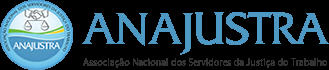 ANAJUSTRA
ANAJUSTRA
Associação Nacional dos Servidores da Justiça do Trabalho